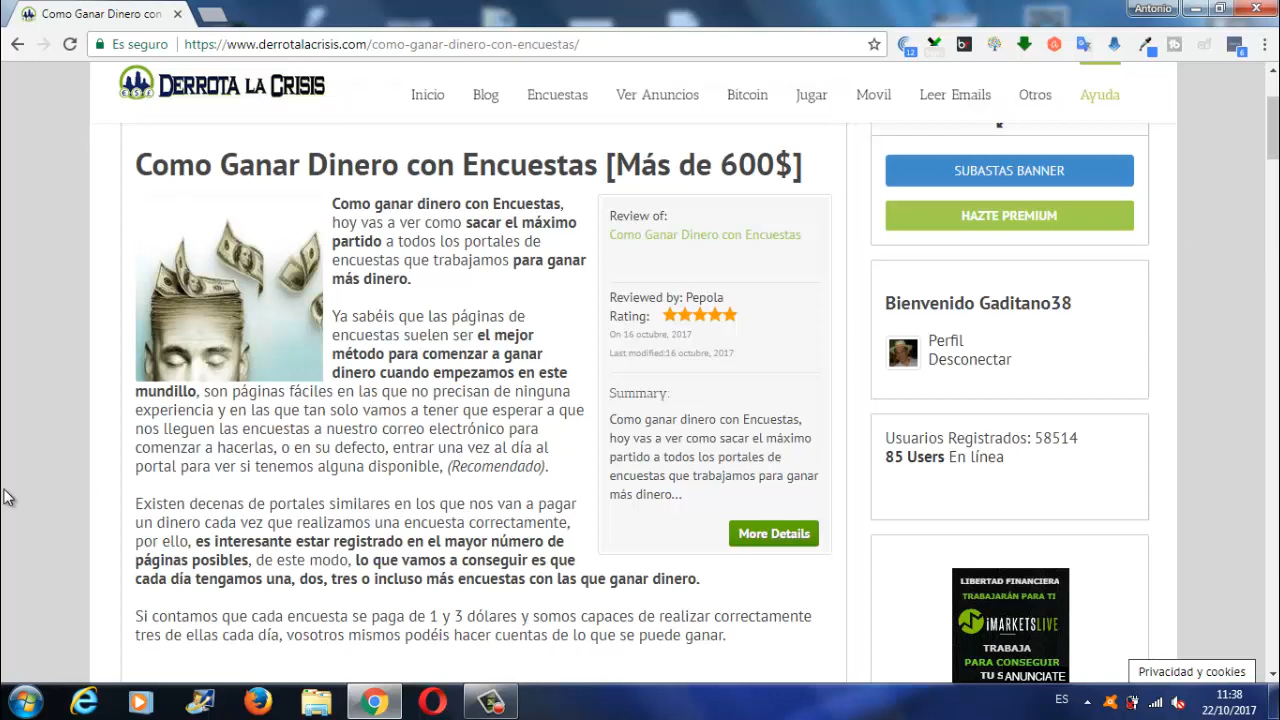 Como Ganar Dinero con
Antonio
Es seguro
https://www.derrotalacrisis.com/como-ganar-dinero-con-encuestas/
DERROTA LA CRISIS
Inicio
Blog
Encuestas
Ver Anuncios
Bitcoin
Jugar
Movil
Leer Emails
Otros
Ayuda
Como Ganar Dinero con Encuestas [Más de 600$]
Como ganar dinero con Encuestas,
hoy vas a ver como sacar el máximo
partido a todos los portales de
encuestas que trabajamos para ganar
más dinero.
Ya sabéis que las páginas de
encuestas suelen ser el mejor
método para comenzar a ganar
dinero cuando empezamos en este
mundillo, son páginas fáciles en las que no precisan de ninguna
experiencia y en las que tan solo vamos a tener que esperar a que
nos lleguen las encuestas a nuestro correo electrónico para
comenzar a hacerlas, o en su defecto, entrar una vez al día al
portal para ver si tenemos alguna disponible, (Recomendado).
Existen decenas de portales similares en los que nos van a pagar
un dinero cada vez que realizamos una encuesta correctamente,
por ello, es interesante estar registrado en el mayor número de
páginas posibles, de este modo, lo que vamos a conseguir es que
cada día tengamos una, dos, tres o incluso más encuestas con las que ganar dinero.
Si contamos que cada encuesta se paga de 1 y 3 dólares y somos capaces de realizar correctamente
tres de ellas cada día, vosotros mismos podéis hacer cuentas de lo que se puede ganar.
Review of:
Como Ganar Dinero con Encuestas
Reviewed by: Pepola
Rating:
On 16 octubre, 2017
Last modified:16 octubre, 2017
Summary:
Como ganar dinero con Encuestas,
hoy vas a ver como sacar el máximo
partido a todos los portales de
encuestas que trabajamos para ganar
más dinero...
More Details
SUBASTAS BANNER
HAZTE PREMIUM
Bienvenido Gaditano38
Perfil
Desconectar
Usuarios Registrados: 58514
85 Users En línea
LIBERTAD FINANCIERA
TRABAJARÁN PARA TI
iMARKETSLIVE
TRABAJA
PARA CONSEGUIR
TU S ANUNCIATE
Privacidad y cookies
ES
11:38
22/10/2017